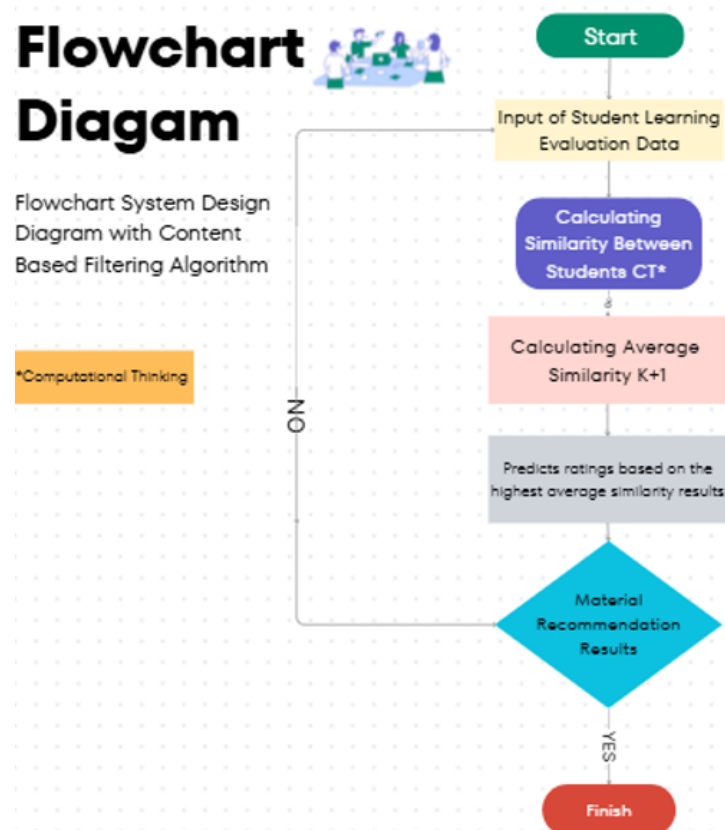 Flowchart
Diagam
Flowchart System Design
Diagram with Content
Based Filtering Algorithm
*Computational Thinking
Start
Input of Student Learning
Evaluation Data
Calculating
Similarity Between
Students CT*
&
Calculating Average
Similarity K+1
Predicts ratings based on the
highest average similarity results
Material
Recommendation
Results
NO
YES
Finish